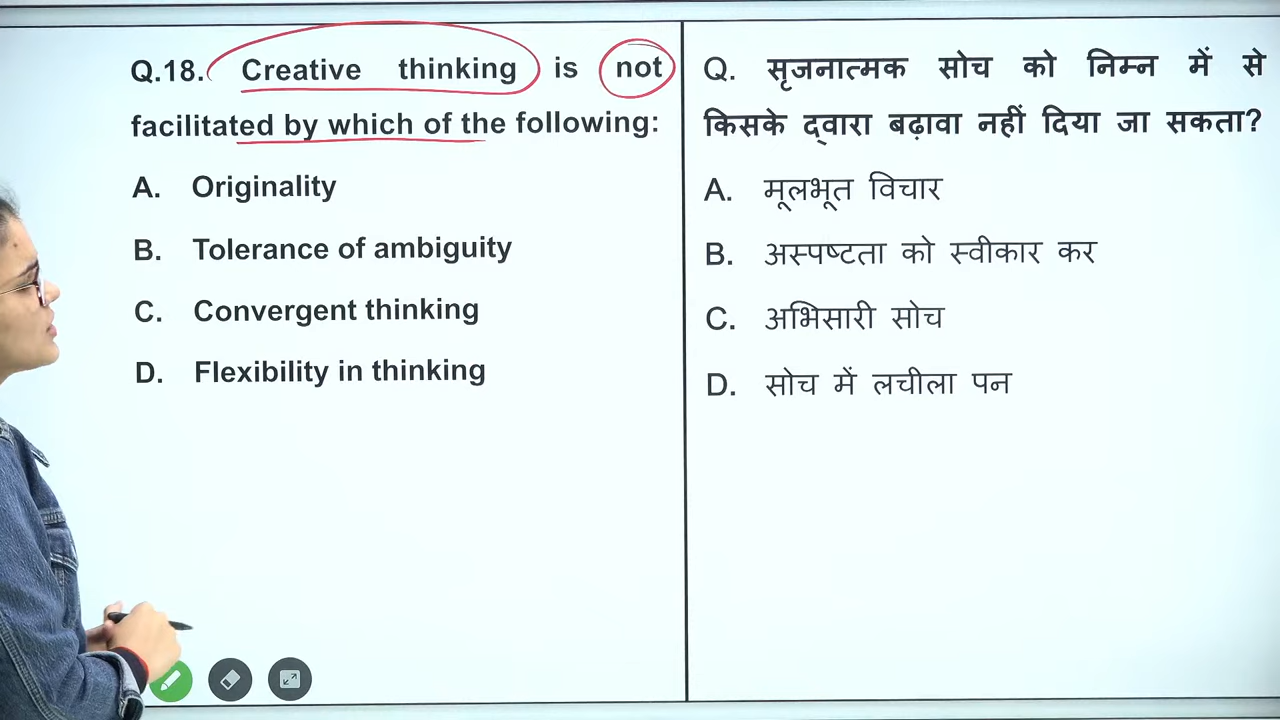 Q.18. Creative thinking is not
facilitated by which of the following:
A. Originality
B. Tolerance of ambiguity
C. Convergent thinking
D. Flexibility in thinking
Q. सृजनात्मक सोच को निम्न में से
किसके द्वारा बढ़ावा नहीं दिया जा सकता?
A. मूलभूत विचार
B. अस्पष्टता को स्वीकार कर
C. अभिसारी सोच
D. सोच में लचीला पन